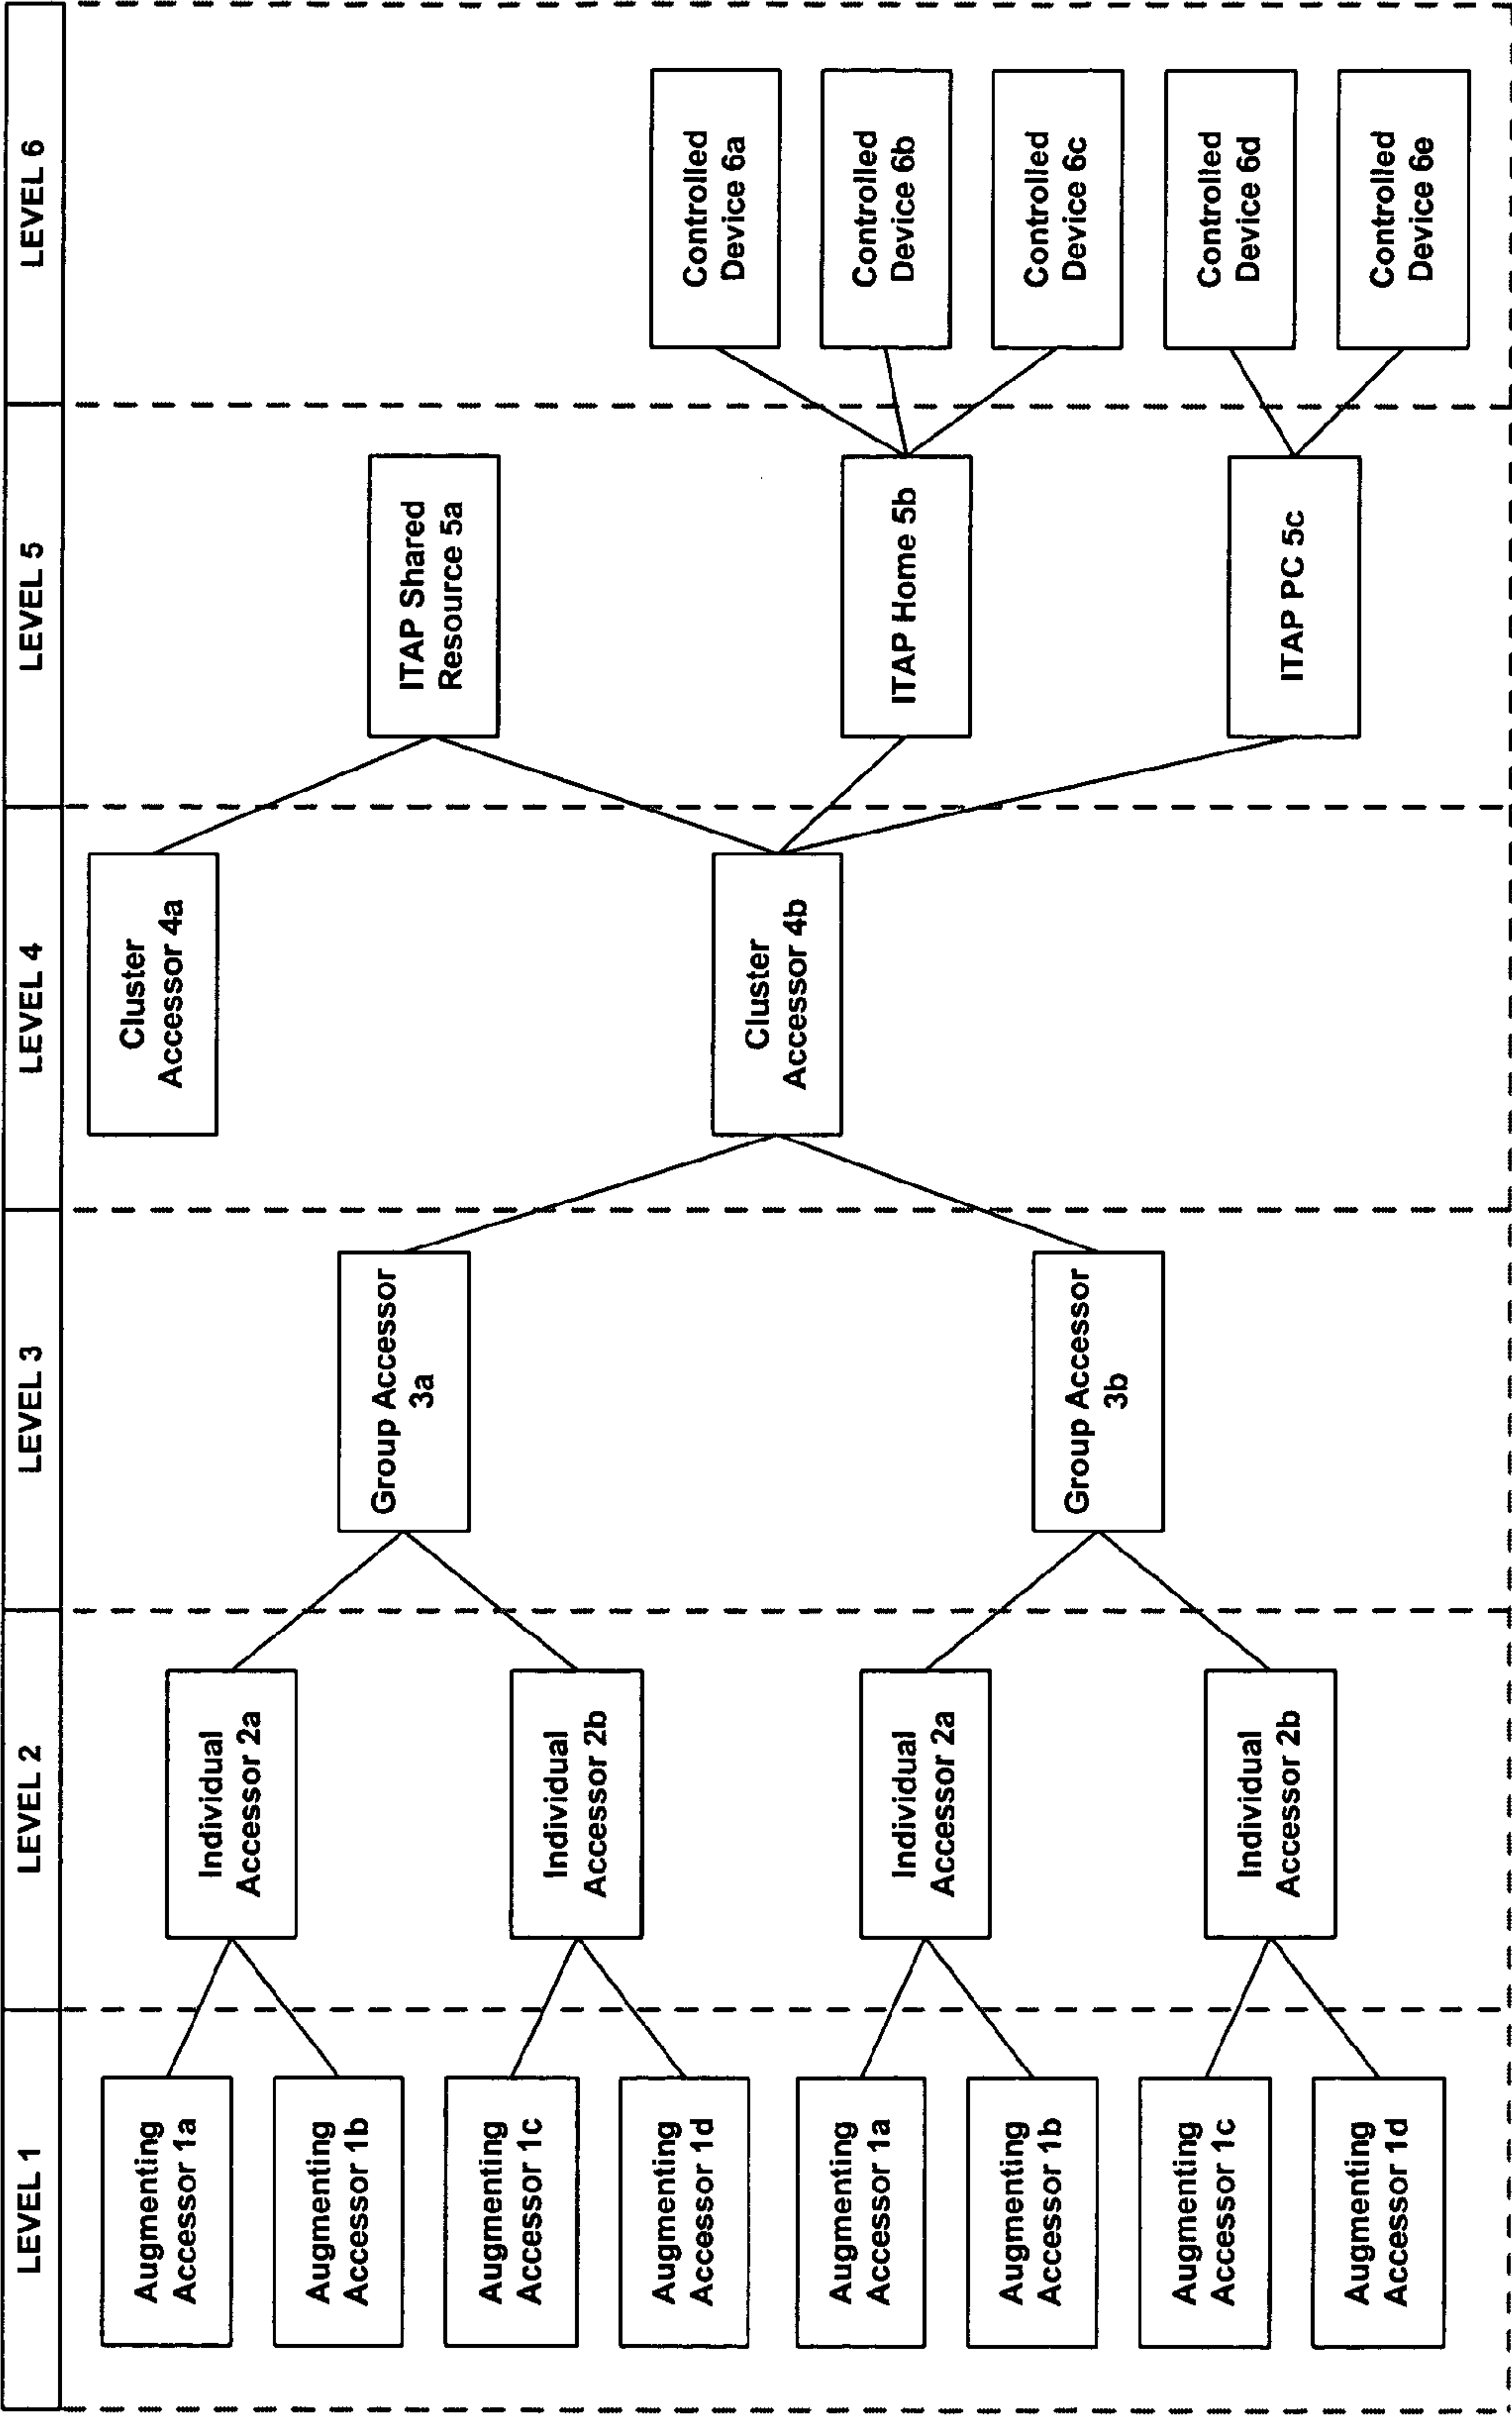 LEVEL 1
LEVEL 2
LEVEL 3
LEVEL 4
LEVEL 5
LEVEL 6
Augmenting
Accessor 1a
Augmenting
Accessor 1b
Augmenting
Accessor 1c
Augmenting
Accessor 1d
Augmenting
Accessor 1a
Augmenting
Accessor 1b
Augmenting
Accessor 1c
Augmenting
Accessor 1d
Individual
Accessor 2a
Individual
Accessor 2b
Individual
Accessor 2a
Individual
Accessor 2b
Group Accessor
3a
Group Accessor
3b
Cluster
Accessor 4a
Cluster
Accessor 4b
ITAP Shared
Resource 5a
ITAP Home 5b
ITAP PC 5c
Controlled
Device 6a
Controlled
Device 6b
Controlled
Device 6c
Controlled
Device 6d
Controlled
Device 6e